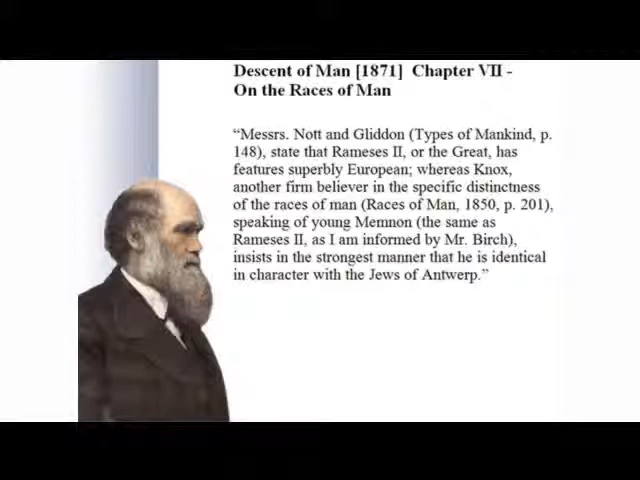 Descent of Man [1871]  Chapter VII -
On the Races of Man
“Messrs. Nott and Gliddon (Types of Mankind, p.
148), state that Rameses II, or the Great, has
features superbly European; whereas Knox,
another firm believer in the specific distinctness
of the races of man (Races of Man, 1850, p. 201),
speaking of young Memnon (the same as
Rameses II, as I am informed by Mr. Birch),
insists in the strongest manner that he is identical
in character with the Jews of Antwerp.”